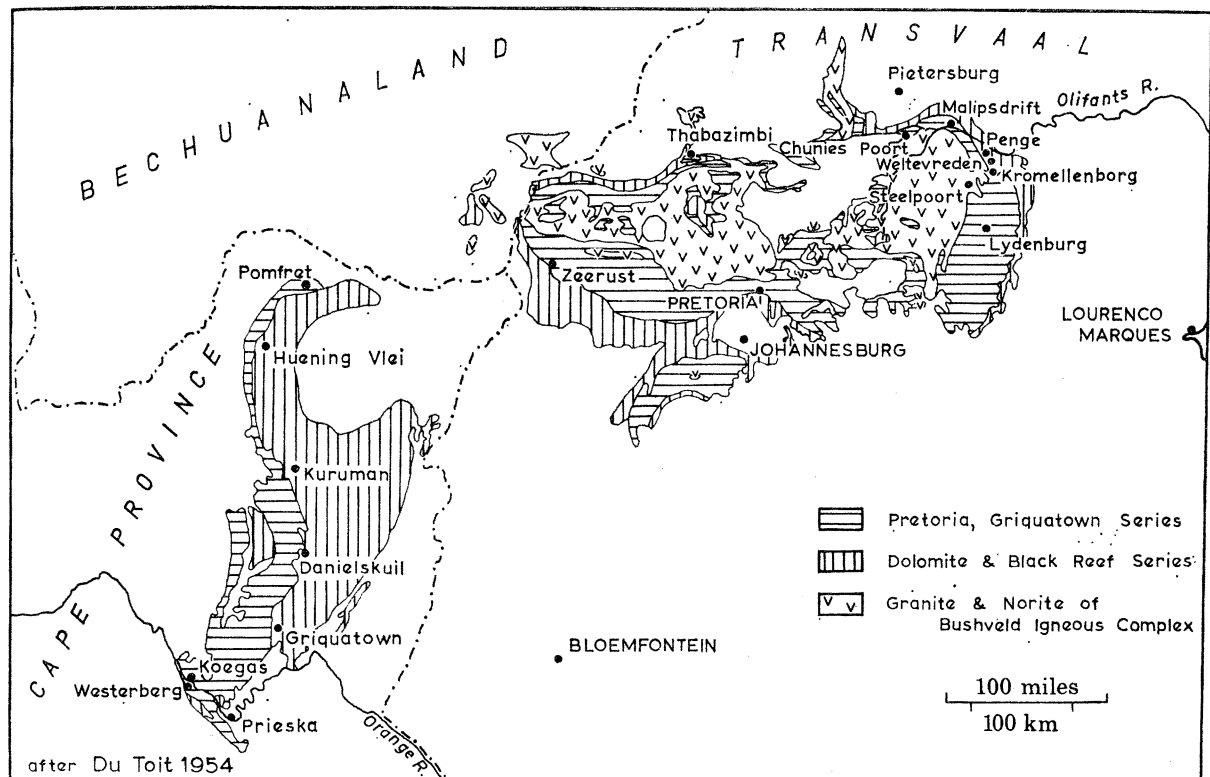 BECHUANALAND
TRANSVAAL
Pietersburg
Olifants R.
Malipsdrift
Thabazimbi
Chunies Poort
Penge
Weltevreden
Kromellenborg
Steelpoort
Lydenburg
Pomfret
Zeerust
PRETORIA
LOURENCO
MARQUES
JOHANNESBURG
Huening Vlei
CAPE PROVINCE
Kuruman
Danielskuil
Griquatown
Koegas
Westerberg
Prieska
Orange R.
BLOEMFONTEIN
Pretoria, Griquatown Series
Dolomite & Black Reef Series
Granite & Norite of
Bushveld Igneous Complex
100 miles
100 km
after Du Toit 1954